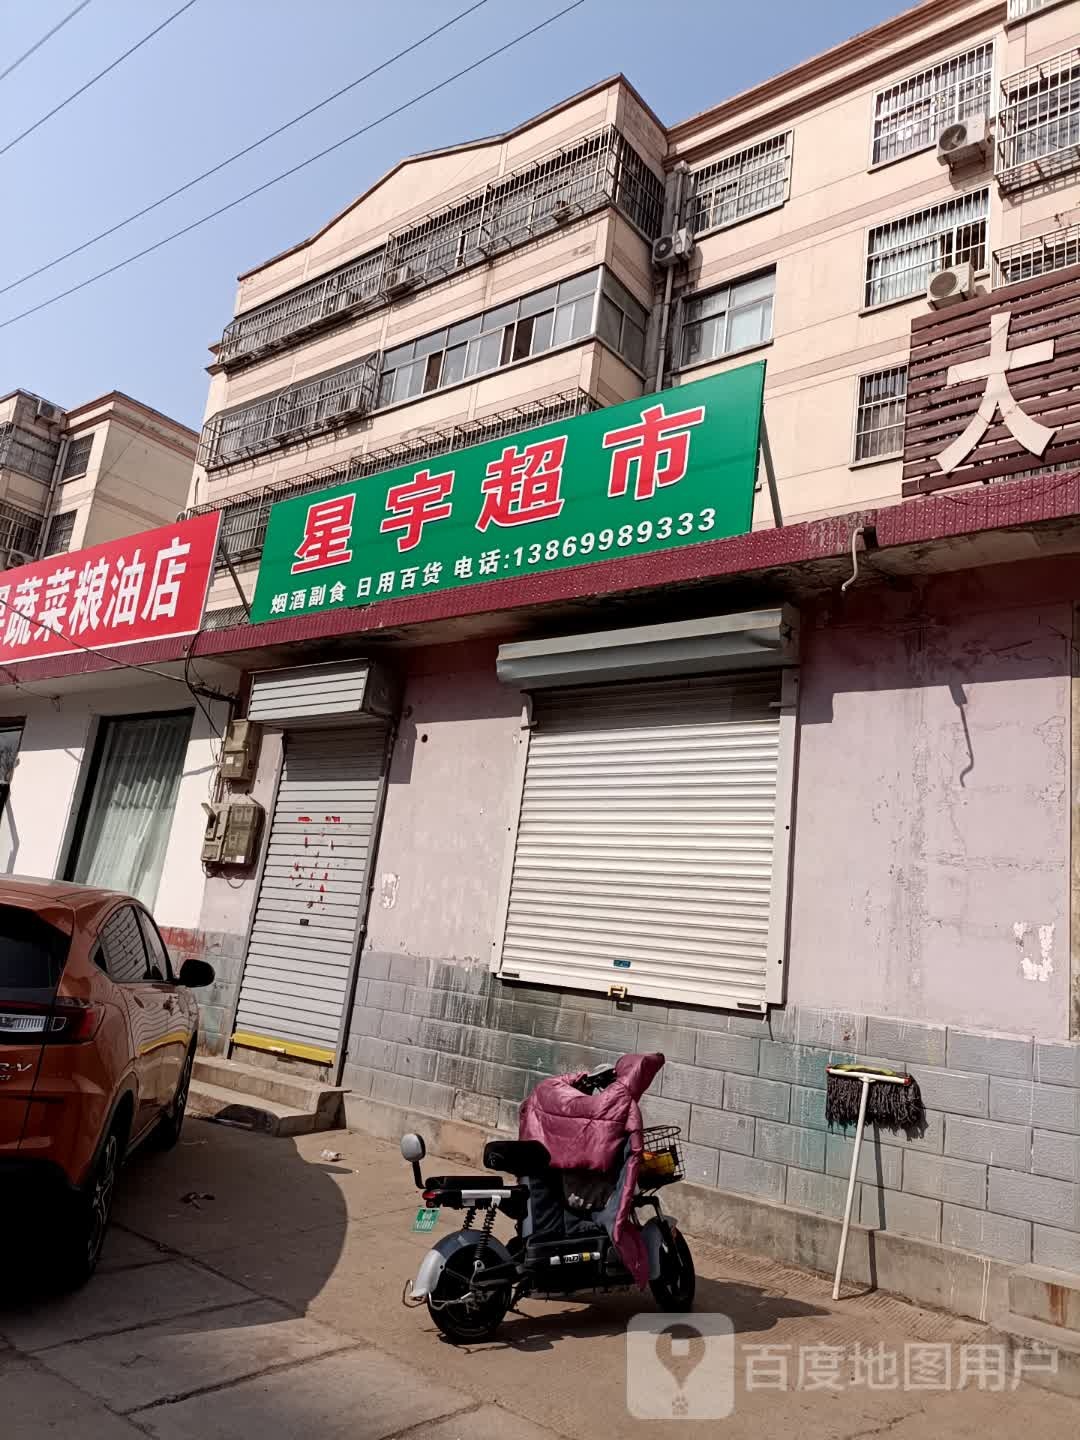 星宇超市
烟酒副食 日用百货 电话:13869989333
蔬菜粮油店
大
百度地图用户